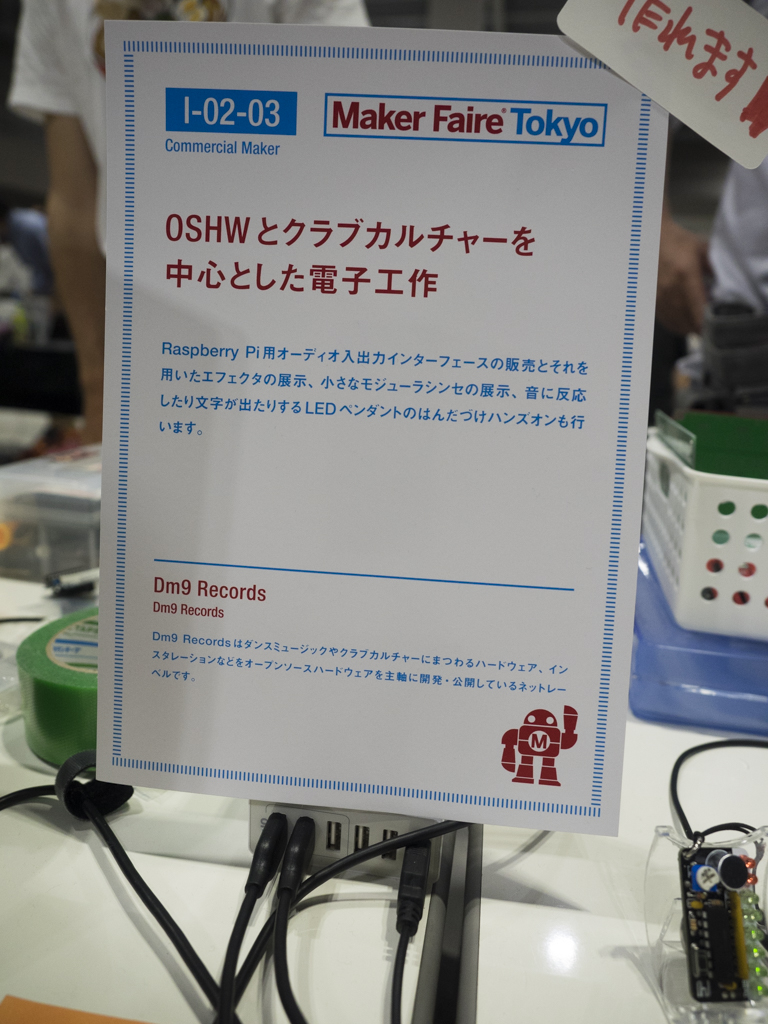 作れます
I-02-03
Commercial Maker
Maker Faire Tokyo
OSHWとクラブカルチャーを
中心とした電子工作
Raspberry Pi用オーディオ入出力インターフェースの販売とそれを
用いたエフェクタの展示、小さなモジューラシンセの展示、音に反応
したり文字が出たりするLEDペンダントのはんだづけハンズオンも行
います。
Dm9 Records
Dm9 Records
Dm9 Recordsはダンスミュージックやクラブカルチャーにまつわるハードウェア、イン
スタレーションなどをオープンソースハードウェアを主軸に開発・公開しているネットレー
ベルです。
M